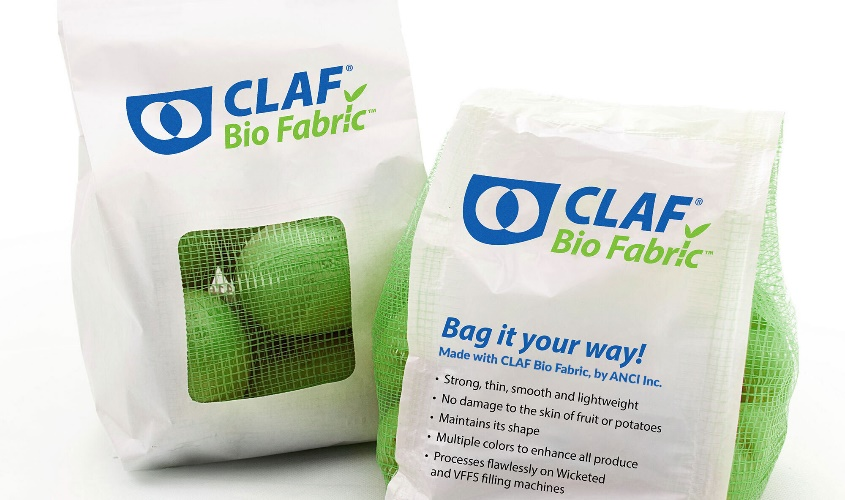 CLAF®
Bio Fabric™
CLAF®
Bio Fabric™
Bag it your way!
Made with CLAF Bio Fabric, by ANCI Inc.
• Strong, thin, smooth and lightweight
• No damage to the skin of fruit or potatoes
• Maintains its shape
• Multiple colors to enhance all produce
• Processes flawlessly on Wicketed
and VFFS filling machines